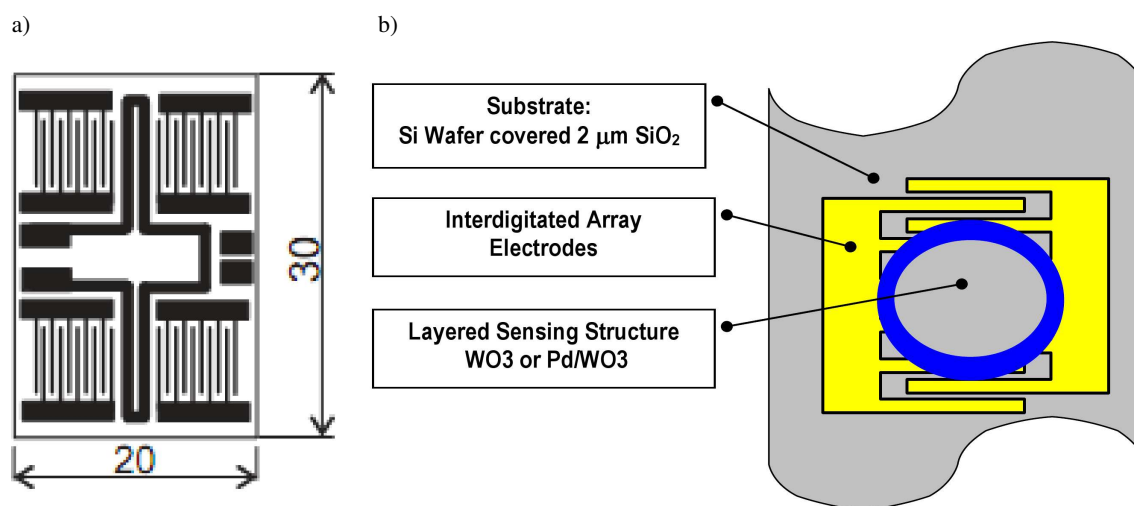 a)
b)
30
20
Substrate:
Si Wafer covered 2 μm SiO₂
Interdigitated Array
Electrodes
Layered Sensing Structure
WO3 or Pd/WO3